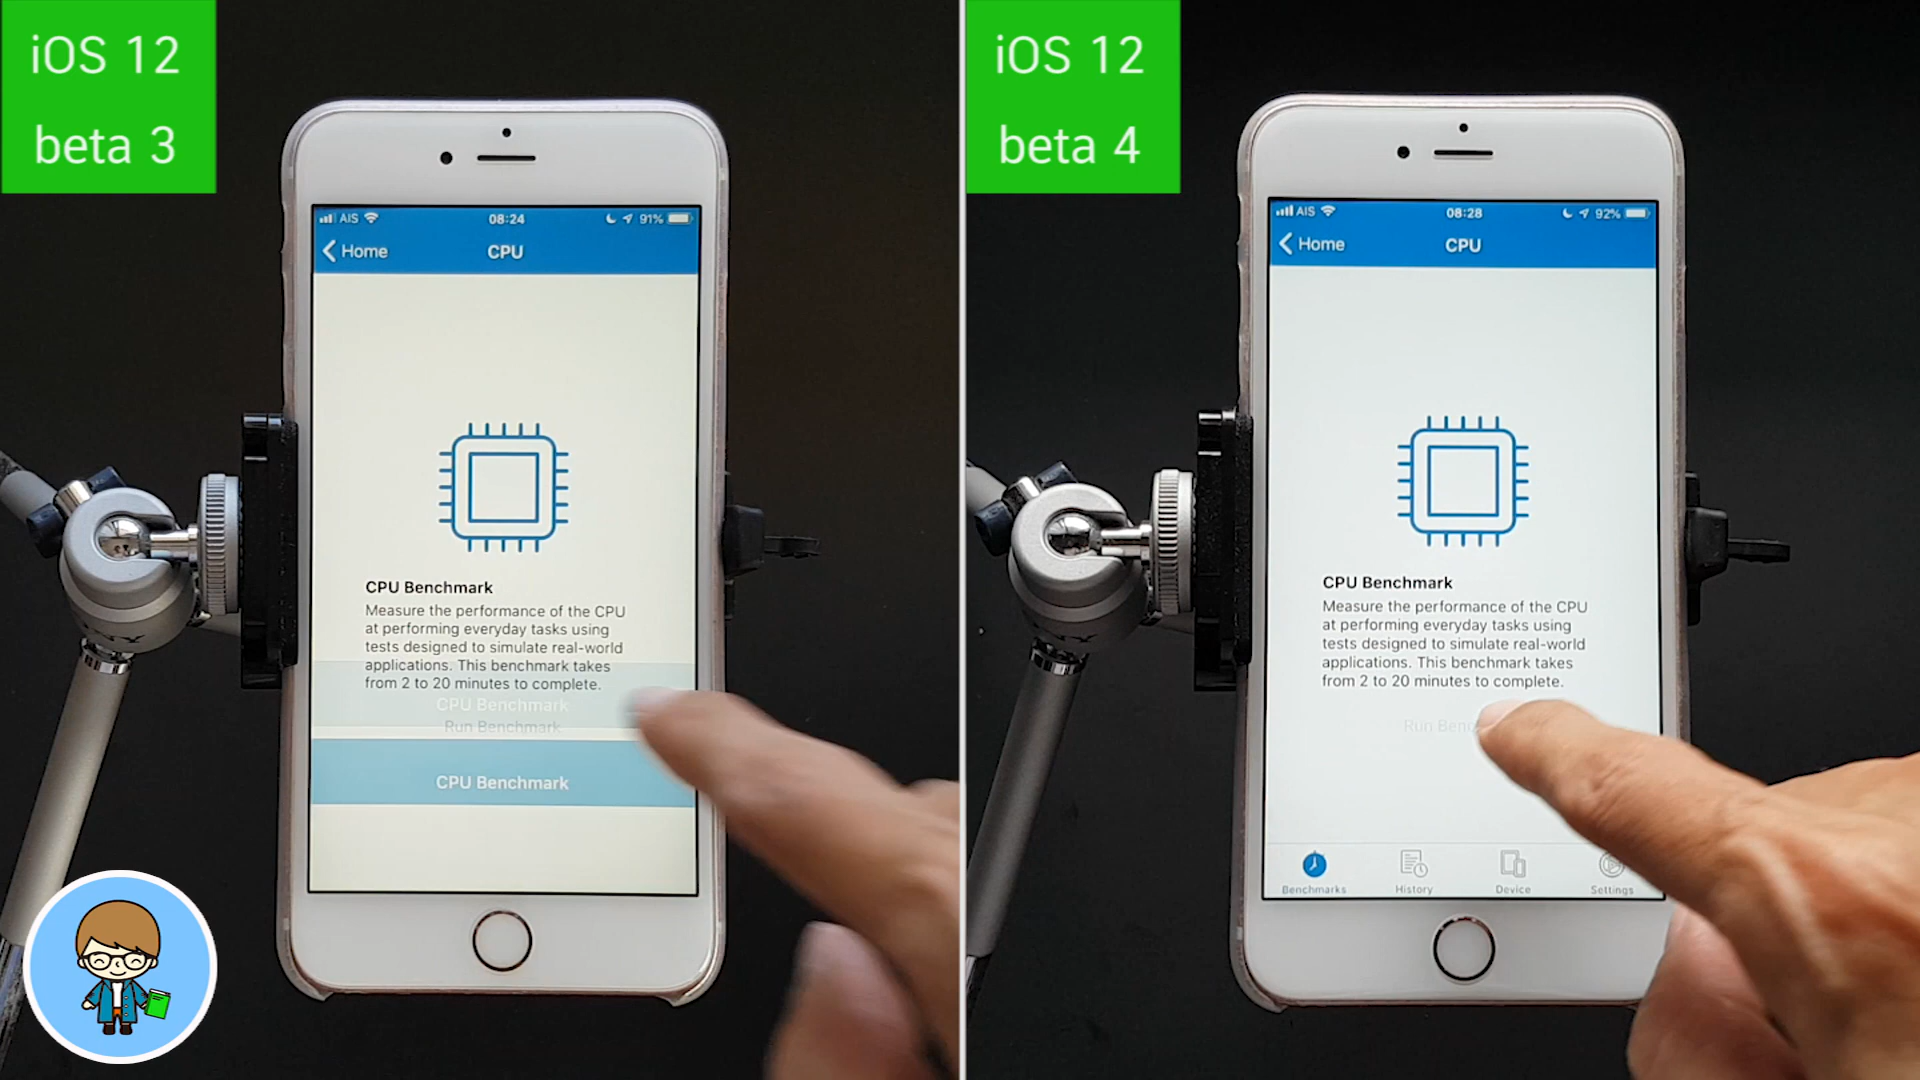 iOS 12
beta 3
AIS
08:24
91%
Home
CPU
CPU Benchmark
Measure the performance of the CPU
at performing everyday tasks using
tests designed to simulate real-world
applications. This benchmark takes
from 2 to 20 minutes to complete.
CPU Benchmark
Run Benchmark
CPU Benchmark
iOS 12
beta 4
AIS
08:28
92%
Home
CPU
CPU Benchmark
Measure the performance of the CPU
at performing everyday tasks using
tests designed to simulate real-world
applications. This benchmark takes
from 2 to 20 minutes to complete.
Run
Benchmarks
History
Device
Settings